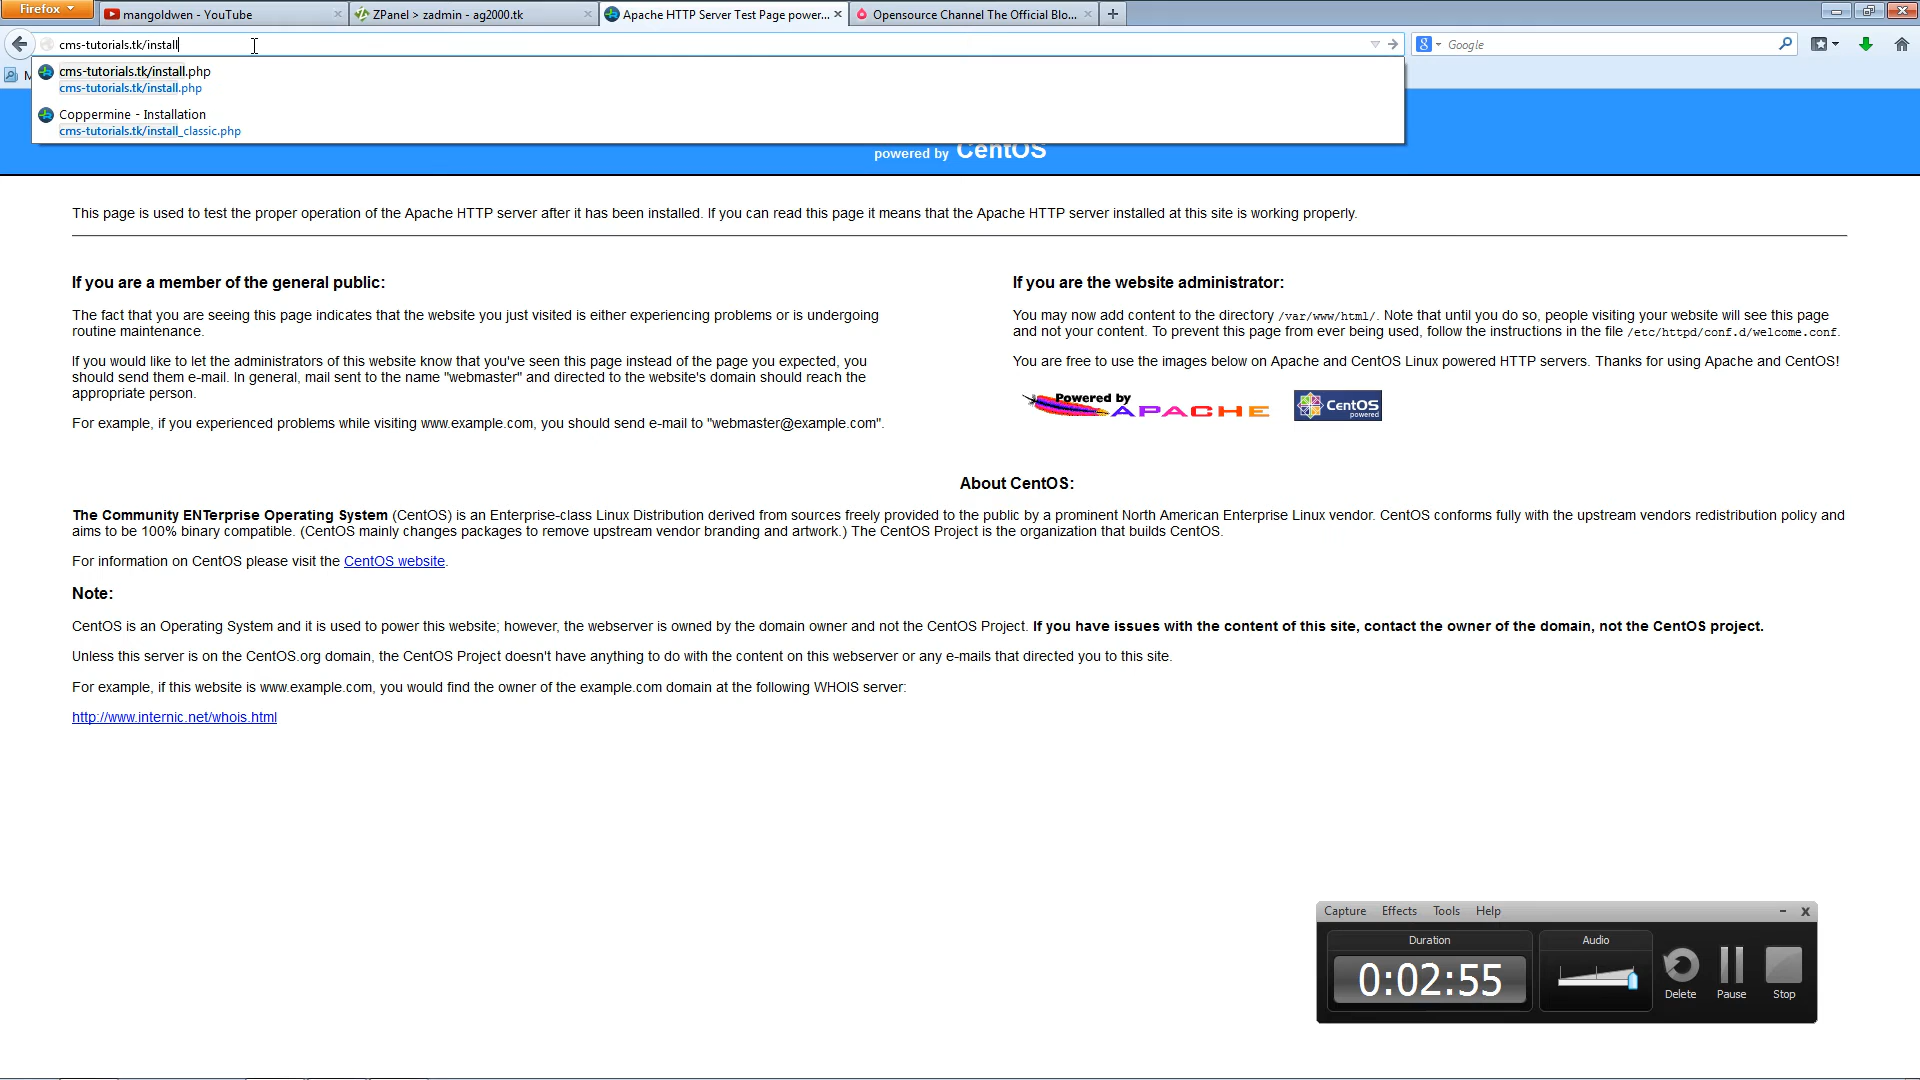 Firefox
mangoldwen - YouTube
ZPanel > zadmin - ag2000.tk
Apache HTTP Server Test Page power...
Opensource Channel The Official Blo...
cms-tutorials.tk/install
Google
cms-tutorials.tk/install.php
cms-tutorials.tk/install.php
Coppermine - Installation
cms-tutorials.tk/install_classic.php
powered by CentOS
This page is used to test the proper operation of the Apache HTTP server after it has been installed. If you can read this page it means that the Apache HTTP server installed at this site is working properly.
If you are a member of the general public:
The fact that you are seeing this page indicates that the website you just visited is either experiencing problems or is undergoing
routine maintenance.
If you would like to let the administrators of this website know that you've seen this page instead of the page you expected, you
should send them e-mail. In general, mail sent to the name "webmaster" and directed to the website's domain should reach the
appropriate person.
For example, if you experienced problems while visiting www.example.com, you should send e-mail to "webmaster@example.com".
If you are the website administrator:
You may now add content to the directory /var/www/html/. Note that until you do so, people visiting your website will see this page
and not your content. To prevent this page from ever being used, follow the instructions in the file /etc/httpd/conf.d/welcome.conf.
You are free to use the images below on Apache and CentOS Linux powered HTTP servers. Thanks for using Apache and CentOS!
Powered by
APACHE
CentOS
powered
About CentOS:
The Community ENTerprise Operating System (CentOS) is an Enterprise-class Linux Distribution derived from sources freely provided to the public by a prominent North American Enterprise Linux vendor. CentOS conforms fully with the upstream vendors redistribution policy and
aims to be 100% binary compatible. (CentOS mainly changes packages to remove upstream vendor branding and artwork.) The CentOS Project is the organization that builds CentOS.
For information on CentOS please visit the CentOS website.
Note:
CentOS is an Operating System and it is used to power this website; however, the webserver is owned by the domain owner and not the CentOS Project. If you have issues with the content of this site, contact the owner of the domain, not the CentOS project.
Unless this server is on the CentOS.org domain, the CentOS Project doesn't have anything to do with the content on this webserver or any e-mails that directed you to this site.
For example, if this website is www.example.com, you would find the owner of the example.com domain at the following WHOIS server:
http://www.internic.net/whois.html
Capture Effects Tools Help
Duration
Audio
0:02:55
Delete
Pause
Stop